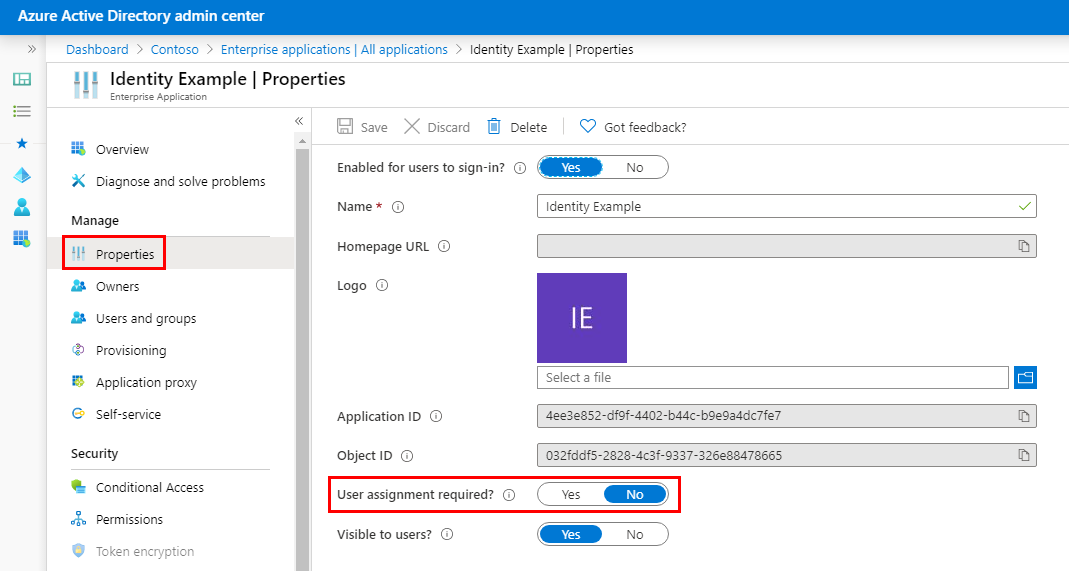 Azure Active Directory admin center
» Dashboard > Contoso > Enterprise applications | All applications > Identity Example | Properties
Identity Example | Properties
Enterprise Application
«
Overview
Diagnose and solve problems
Manage
Properties
Owners
Users and groups
Provisioning
Application proxy
Self-service
Security
Conditional Access
Permissions
Token encryption
Save Discard Delete Got feedback?
Enabled for users to sign-in? Yes No
Name * Identity Example
Homepage URL
Logo
IE
Select a file
Application ID 4ee3e852-df9f-4402-b44c-b9e9a4dc7fe7
Object ID 032fddf5-2828-4c3f-9337-326e88478665
User assignment required? Yes No
Visible to users? Yes No